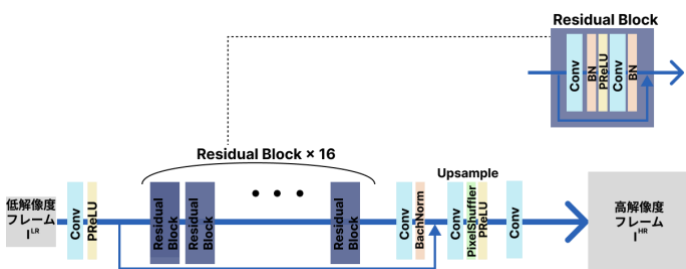 Residual Block
Conv
BN
PReLU
Conv
BN
Residual Block × 16
Upsample
低解像度
フレーム
I^LR
Conv
PReLU
Residual
Block
Residual
Block
• • •
Residual
Block
Conv
BachNorm
Conv
PixelShuffler
PReLU
Conv
高解像度
フレーム
I^HR